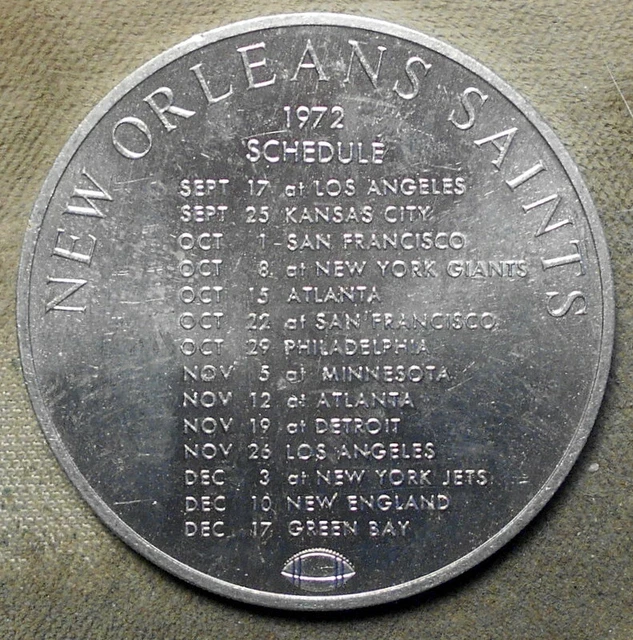 NEW ORLEANS SAINTS
1972
SCHEDULE
SEPT 17 at LOS ANGELES
SEPT 25 KANSAS CITY
OCT 1 - SAN FRANCISCO
OCT 8 at NEW YORK GIANTS
OCT 15 ATLANTA
OCT 22 at SAN FRANCISCO
OCT 29 PHILADELPHIA
NOV 5 at MINNESOTA
NOV 12 at ATLANTA
NOV 19 at DETROIT
NOV 26 LOS ANGELES
DEC 3 at NEW YORK JETS
DEC 10 NEW ENGLAND
DEC 17 GREEN BAY